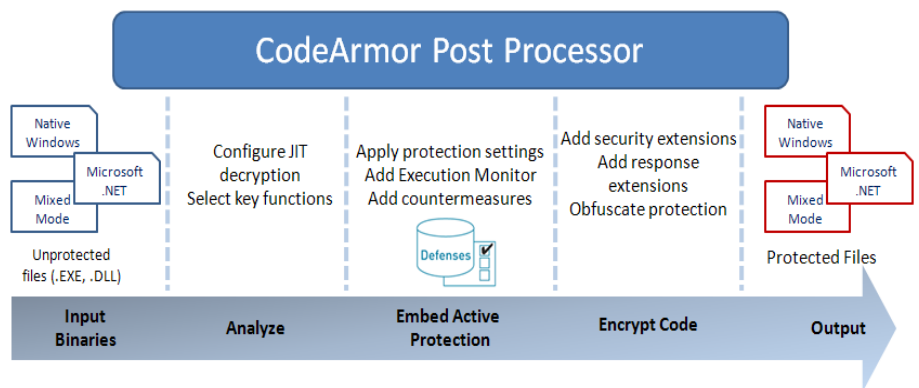 CodeArmor Post Processor
Native
Windows
Microsoft
.NET
Mixed
Mode
Unprotected
files (.EXE, .DLL)
Configure JIT
decryption
Select key functions
Apply protection settings
Add Execution Monitor
Add countermeasures
Defenses
Add security extensions
Add response
extensions
Obfuscate protection
Native
Windows
Microsoft
.NET
Mixed
Mode
Protected Files
Input
Binaries
Analyze
Embed Active
Protection
Encrypt Code
Output